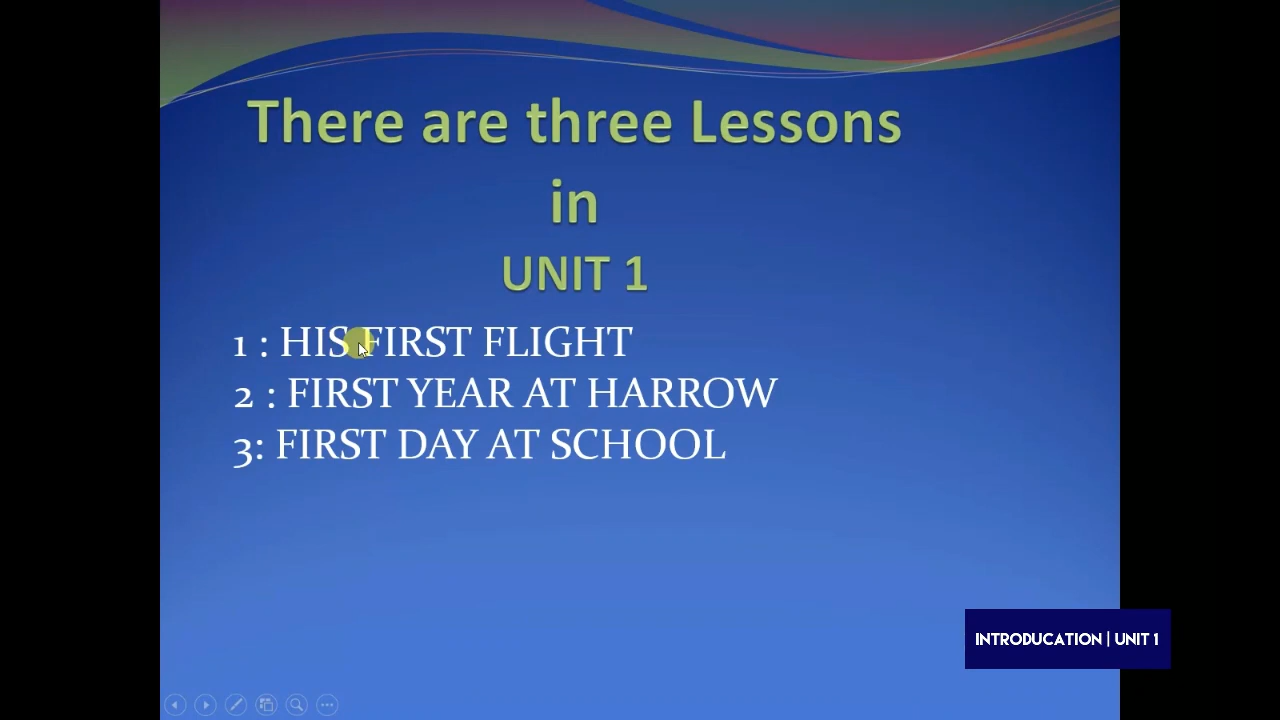 There are three Lessons
in
UNIT 1
1 : HIS FIRST FLIGHT
2 : FIRST YEAR AT HARROW
3: FIRST DAY AT SCHOOL
INTRODUCATION | UNIT 1